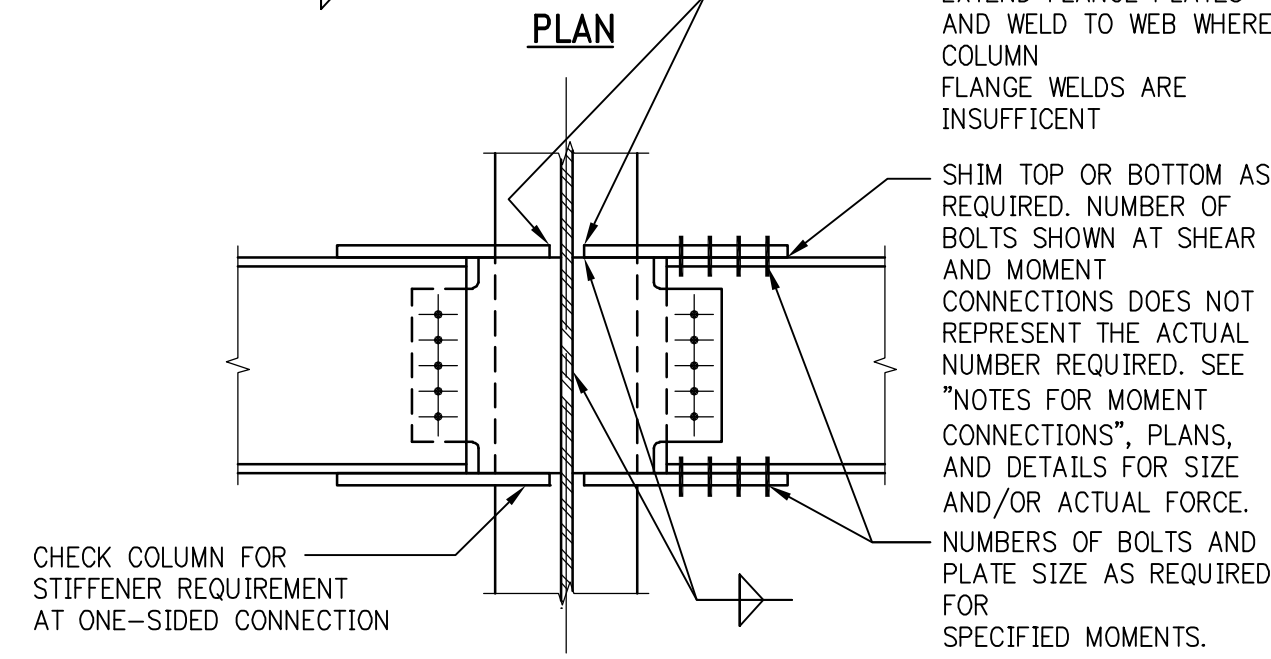 PLAN
EXTEND FLANGE PLATES
AND WELD TO WEB WHERE
COLUMN
FLANGE WELDS ARE
INSUFFICENT
SHIM TOP OR BOTTOM AS
REQUIRED. NUMBER OF
BOLTS SHOWN AT SHEAR
AND MOMENT
CONNECTIONS DOES NOT
REPRESENT THE ACTUAL
NUMBER REQUIRED. SEE
"NOTES FOR MOMENT
CONNECTIONS", PLANS,
AND DETAILS FOR SIZE
AND/OR ACTUAL FORCE.
NUMBERS OF BOLTS AND
PLATE SIZE AS REQUIRED
FOR
SPECIFIED MOMENTS.
CHECK COLUMN FOR
STIFFENER REQUIREMENT
AT ONE-SIDED CONNECTION